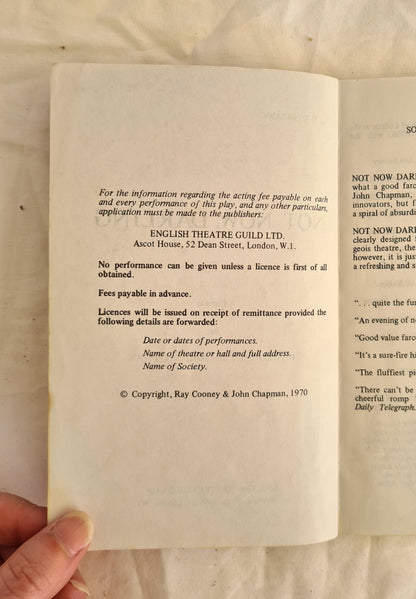 For the information regarding the acting fee payable on each
and every performance of this play, and any other particulars,
application must be made to the publishers:
ENGLISH THEATRE GUILD LTD.
Ascot House, 52 Dean Street, London, W.1.
No performance can be given unless a licence is first of all
obtained.
Fees payable in advance.
Licences will be issued on receipt of remittance provided the
following details are forwarded:
Date or dates of performances.
Name of theatre or hall and full address.
Name of Society.
© Copyright, Ray Cooney & John Chapman, 1970
SO
NOT NOW DAR
what a good farc
John Chapman,
innovators, but f
a spiral of absurd
NOT NOW DAR
clearly designed
geois theatre, the
however, it is jus
a refreshing and s
“. . . quite the fu
“An evening of n
“Good value farc
“It’s a sure-fire hi
“The fluffiest pi
“There can’t be
cheerful romp
Daily Telegraph.